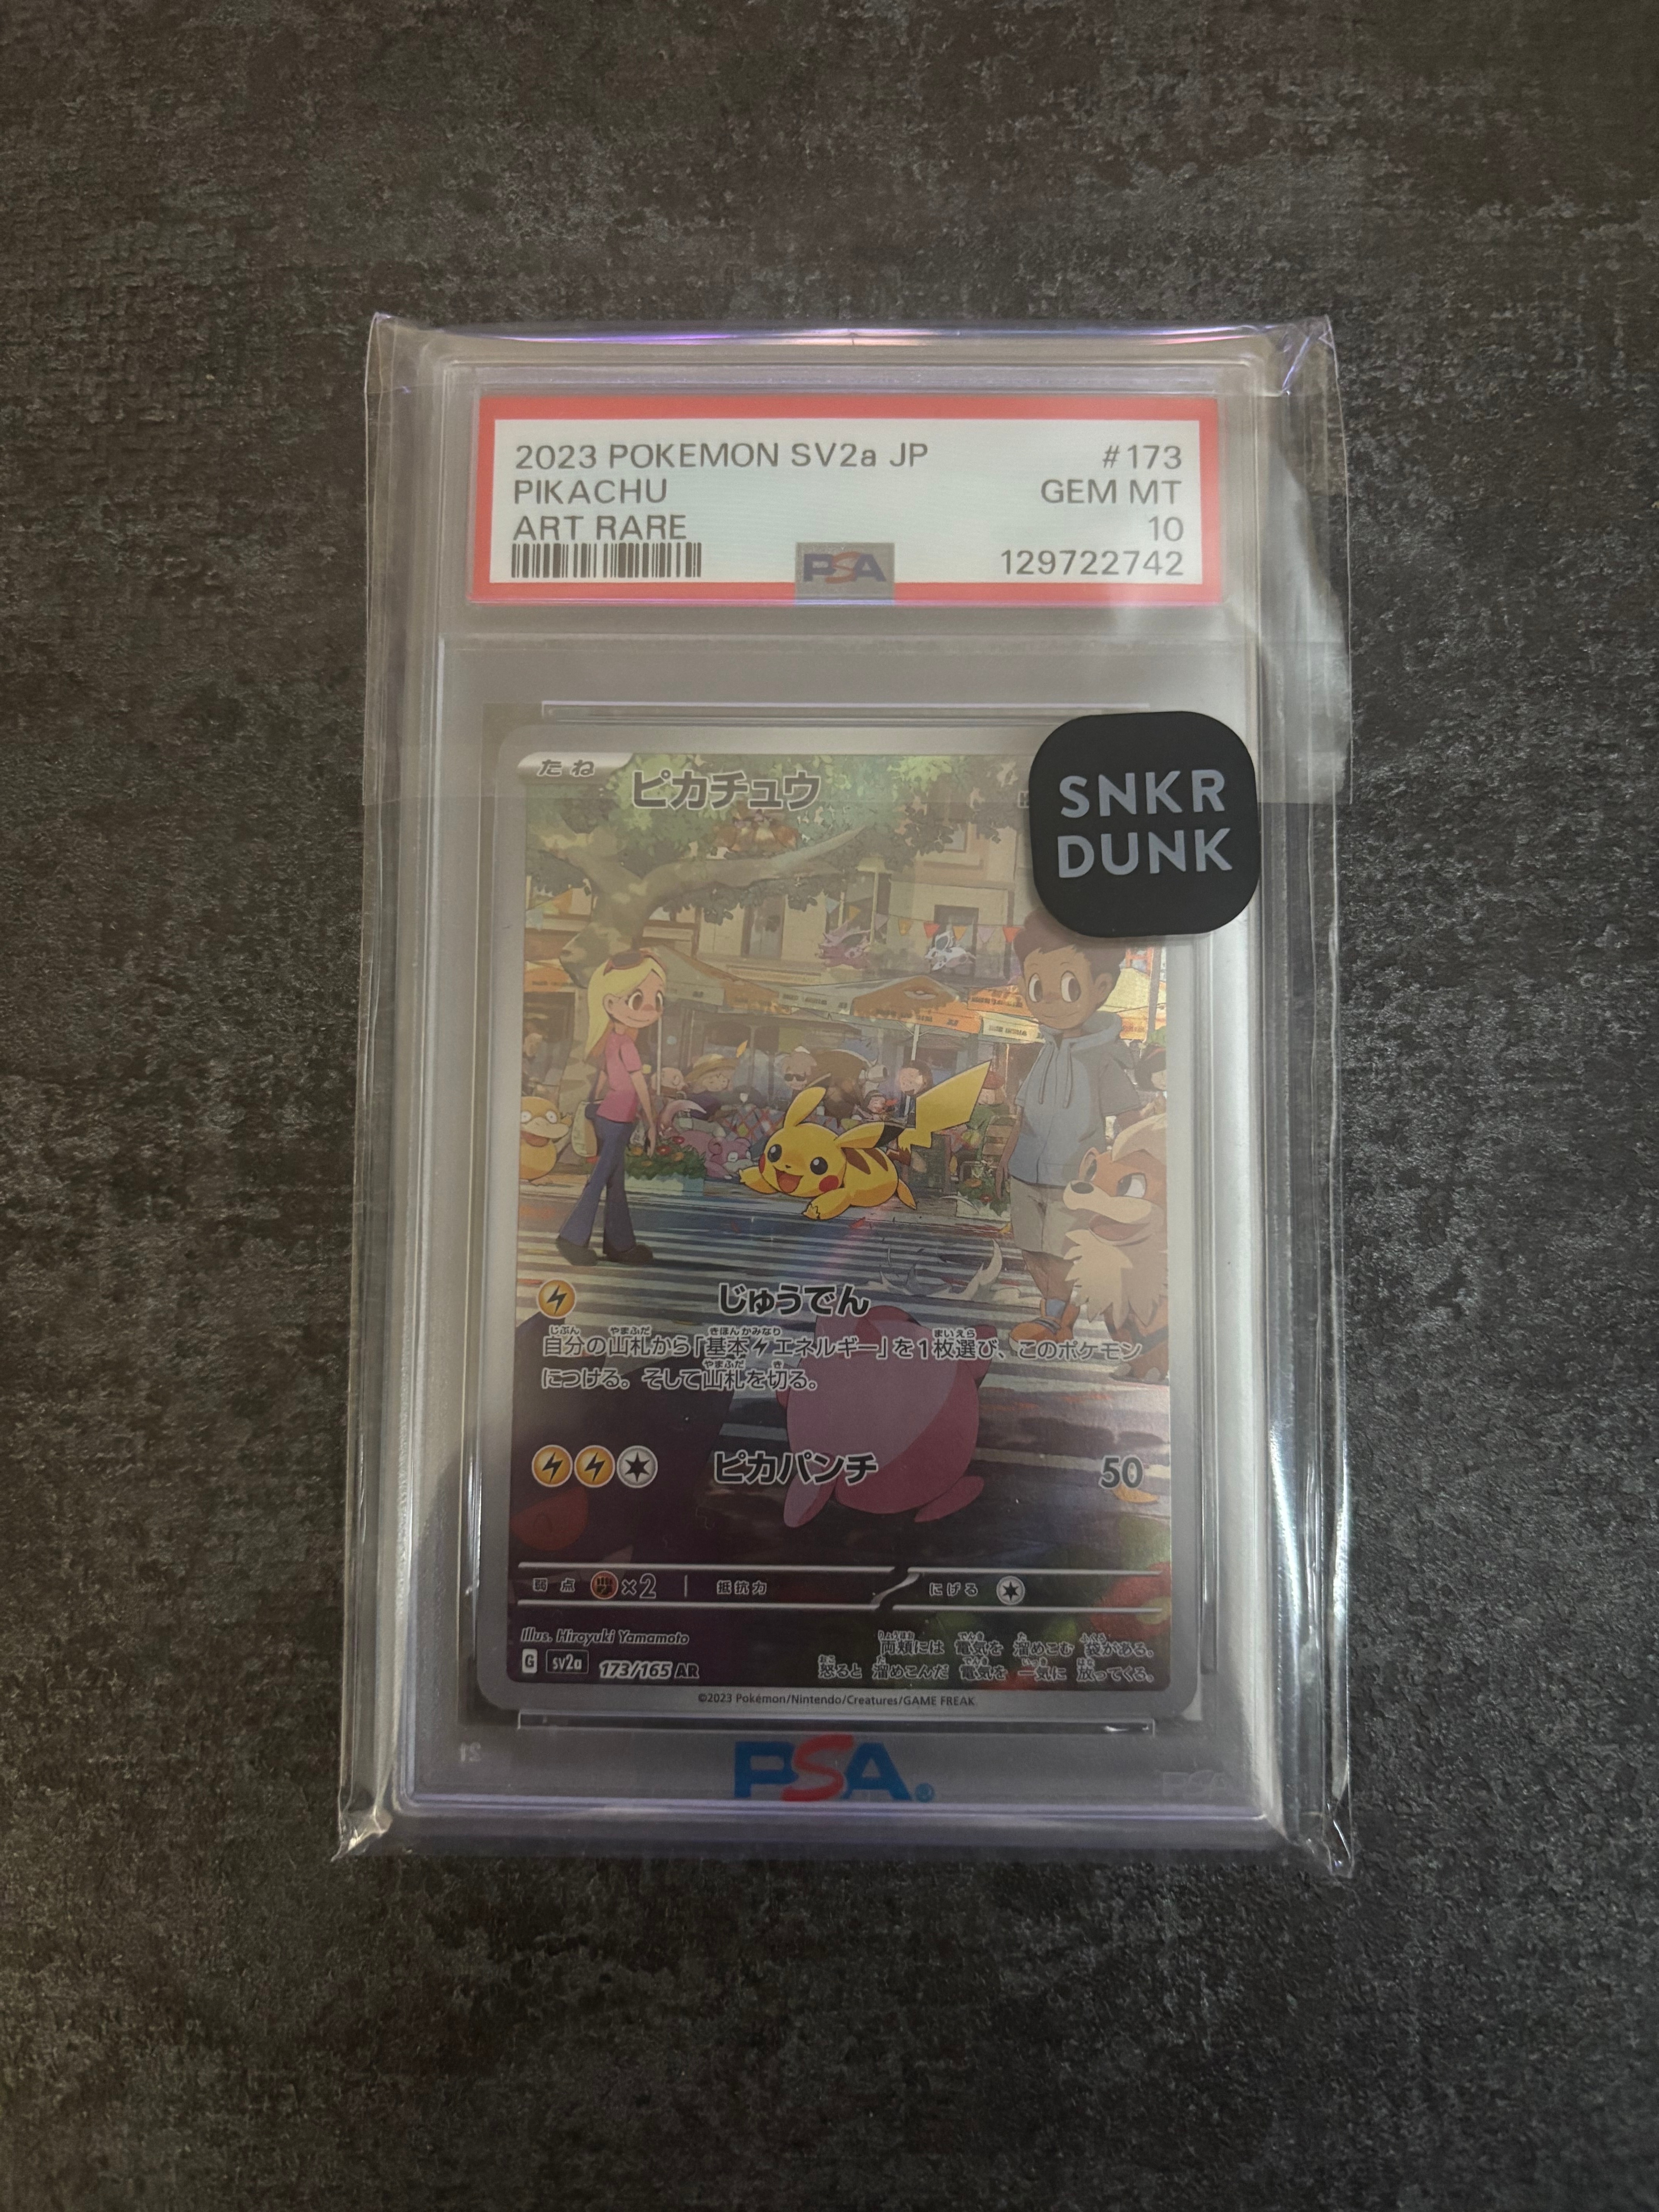 2023 POKEMON SV2a JP #173
PIKACHU GEM MT
ART RARE 10
PSA 129722742
たね ピカチュウ
SNKR
DUNK
じゅうでん
自分の山札から「基本エネルギー」を1枚選び、このポケモン
につける。そして山札を切る。
ピカパンチ 50
弱点 ×2 抵抗力 にげる
Illus. Hiroyuki Yamamoto
両頬には 電気を 溜めこむ 袋がある。
G SV2a 173/165 AR
怒ると 溜めこんだ 電気を 一気に 放ってくる。
©2023 Pokémon/Nintendo/Creatures/GAME FREAK
PSA®